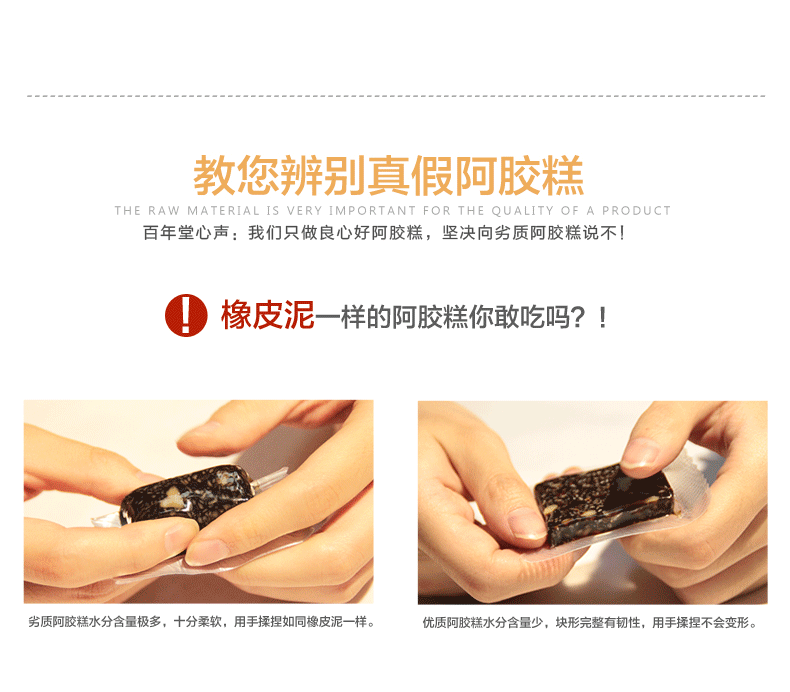 教您辨别真假阿胶糕
THE RAW MATERIAL IS VERY IMPORTANT FOR THE QUALITY OF A PRODUCT
百年堂心声：我们只做良心好阿胶糕，坚决向劣质阿胶糕说不！
! 橡皮泥一样的阿胶糕你敢吃吗？！
劣质阿胶糕水分含量极多，十分柔软，用手揉捏如同橡皮泥一样。
优质阿胶糕水分含量少，块形完整有韧性，用手揉捏不会变形。